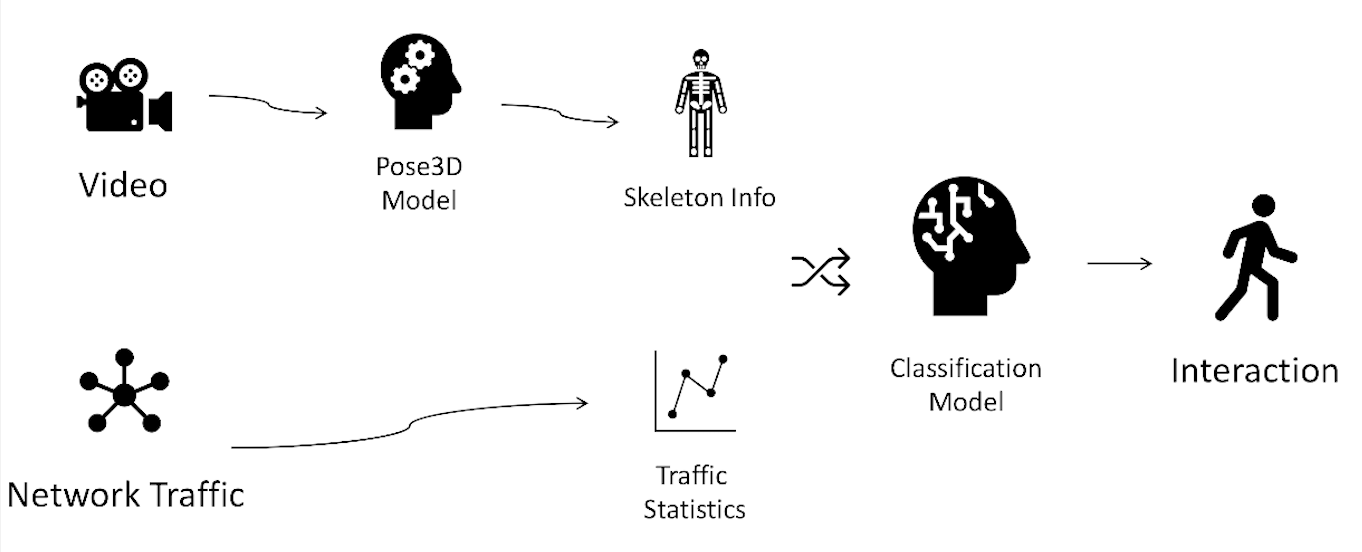 Video
Pose3D
Model
Skeleton Info
Network Traffic
Traffic
Statistics
Classification
Model
Interaction